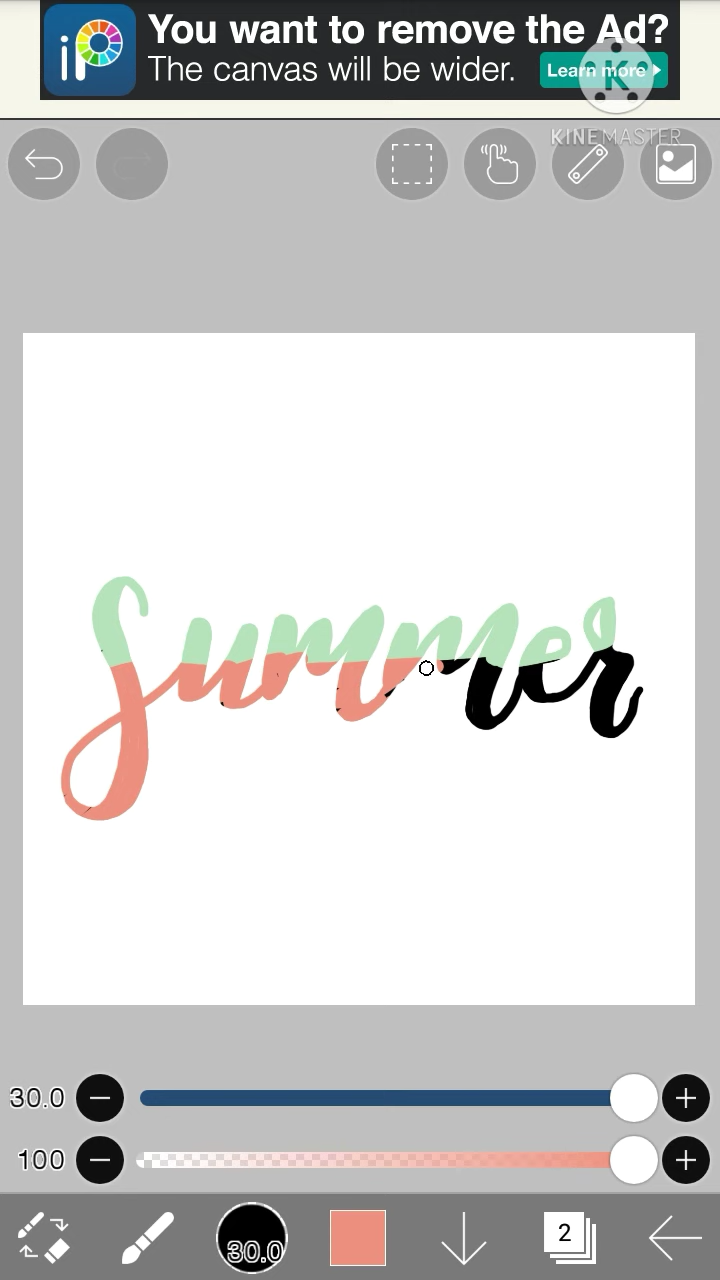 iP
You want to remove the Ad?
The canvas will be wider.
Learn more
K
KINEMASTER
Summer
30.0
100
30.0
2